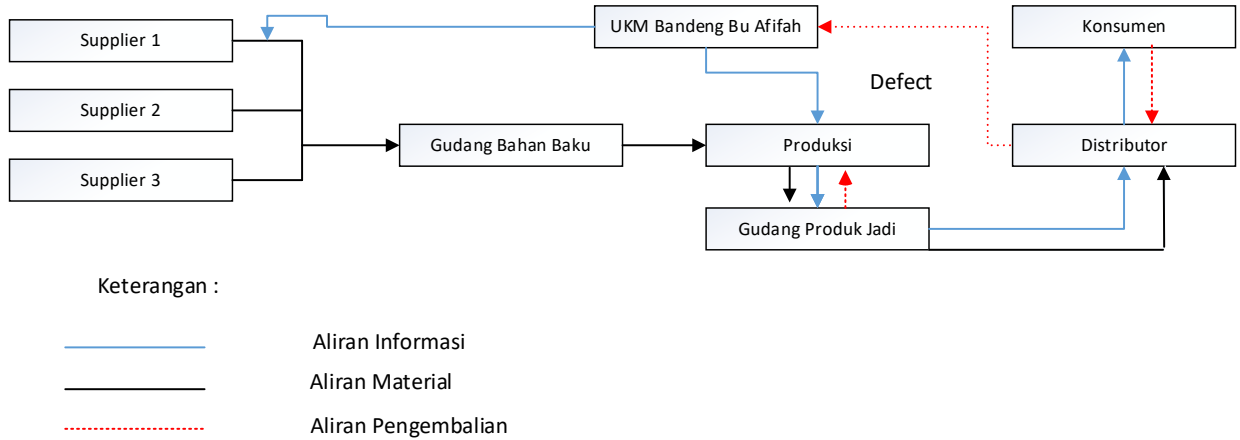 UKM Bandeng Bu Afifah
Konsumen
Supplier 1
Defect
Supplier 2
Gudang Bahan Baku
Produksi
Distributor
Supplier 3
Gudang Produk Jadi
Keterangan :
Aliran Informasi
Aliran Material
Aliran Pengembalian